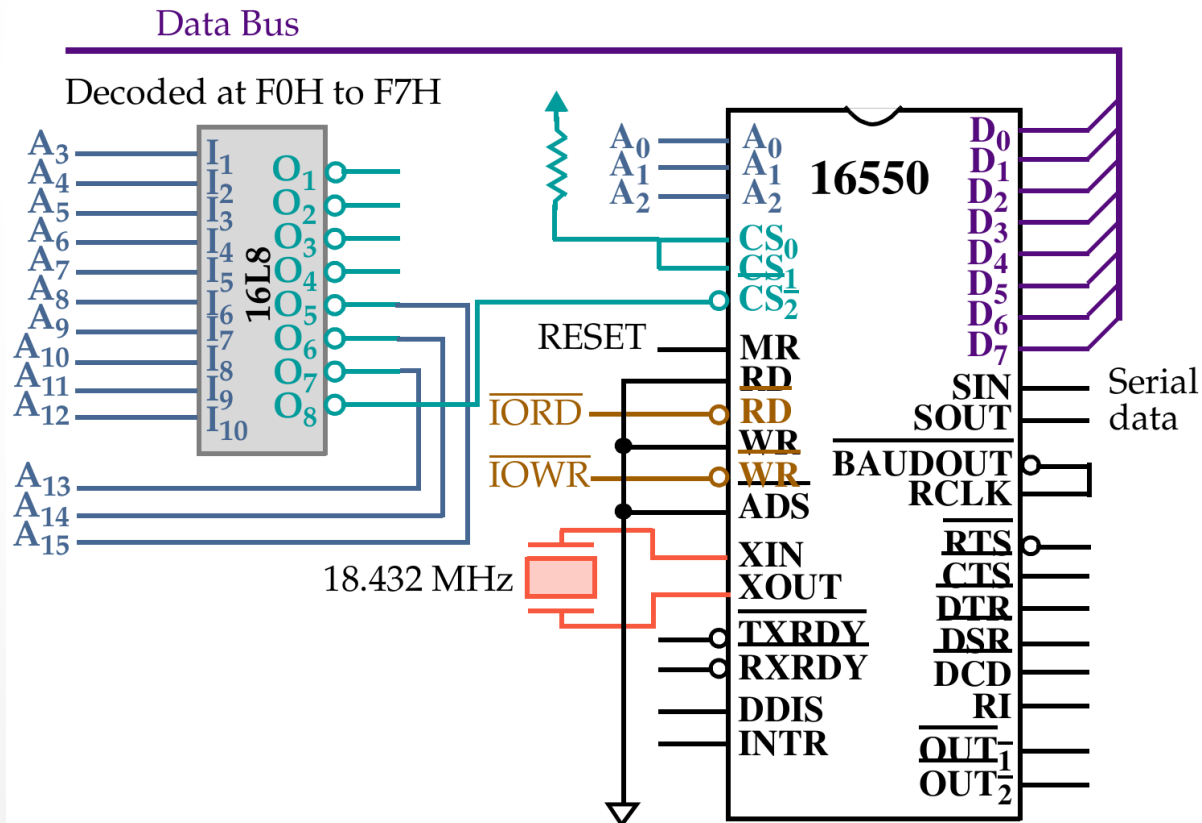 Data Bus
Decoded at F0H to F7H
A3
A4
A5
A6
A7
A8
A9
A10
A11
A12
A13
A14
A15
I1
I2
I3
I4
I5
I6
I7
I8
I9
I10
16L8
O1
O2
O3
O4
O5
O6
O7
O8
A0
A1
A2
RESET
IORD
IOWR
18.432 MHz
16550
A0
A1
A2
CS0
CS1
CS2
MR
RD
RD
WR
WR
ADS
XIN
XOUT
TXRDY
RXRDY
DDIS
INTR
D0
D1
D2
D3
D4
D5
D6
D7
SIN
SOUT
BAUDOUT
RCLK
RTS
CTS
DTR
DSR
DCD
RI
OUT1
OUT2
Serial
data